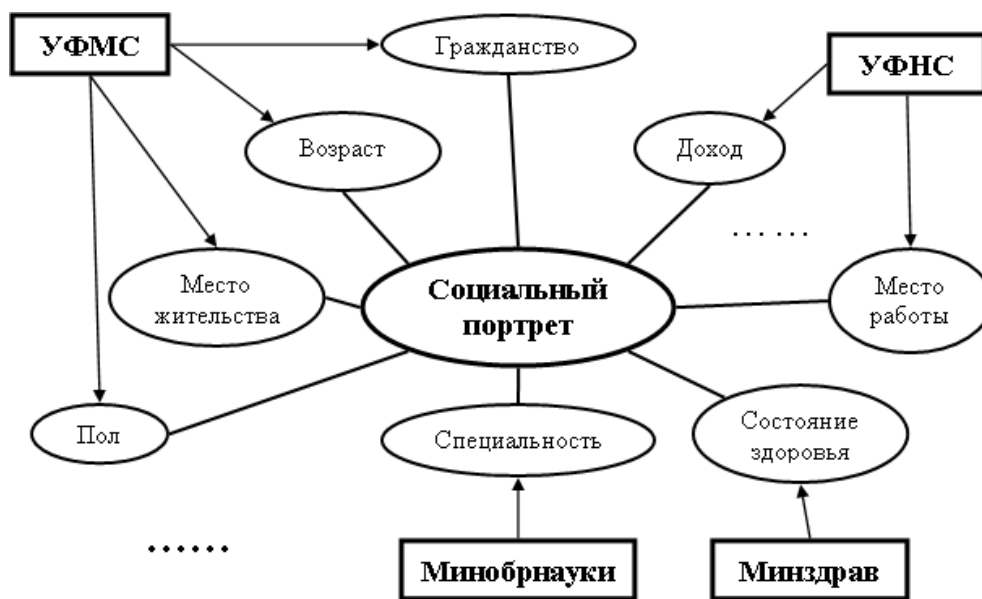 УФМС
Гражданство
УФНС
Возраст
Доход
... ...
Место
жительства
Социальный
портрет
Место
работы
Пол
Специальность
Состояние
здоровья
......
Минобрнауки
Минздрав